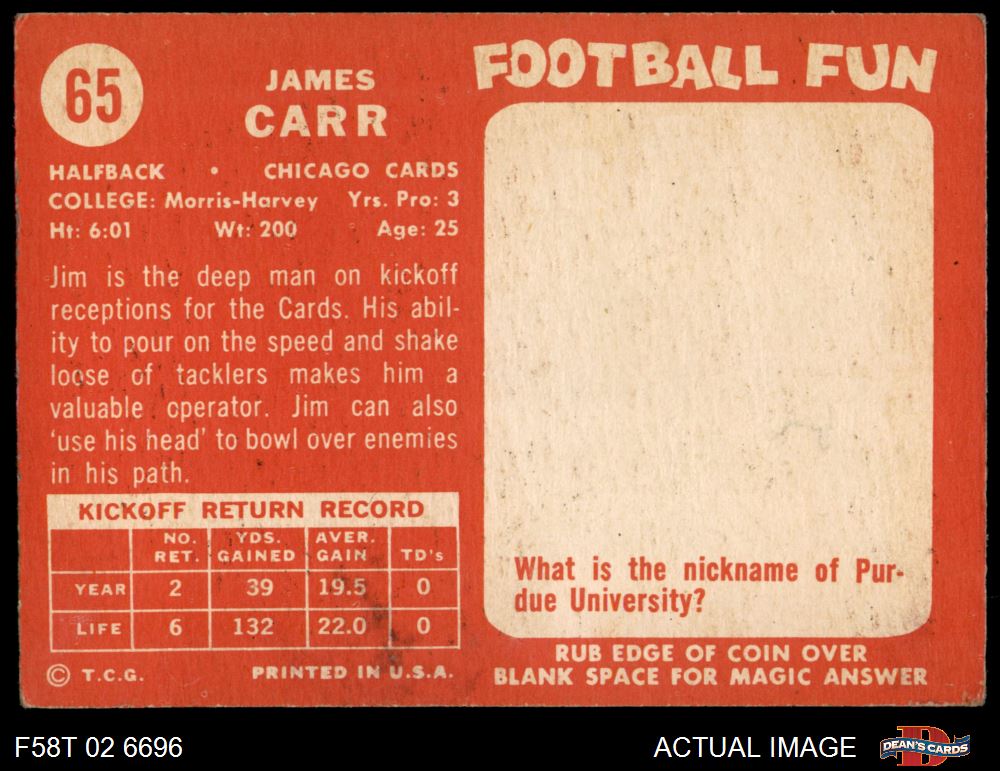 65
JAMES
CARR
HALFBACK • CHICAGO CARDS
COLLEGE: Morris-Harvey Yrs. Pro: 3
Ht: 6:01 Wt: 200 Age: 25
Jim is the deep man on kickoff
receptions for the Cards. His abil-
ity to pour on the speed and shake
loose of tacklers makes him a
valuable operator. Jim can also
'use his head' to bowl over enemies
in his path.
KICKOFF RETURN RECORD
NO. RET. YDS. GAINED AVER. GAIN TD's
YEAR 2 39 19.5 0
LIFE 6 132 22.0 0
© T.C.G. PRINTED IN U.S.A.
FOOTBALL FUN
What is the nickname of Pur-
due University?
RUB EDGE OF COIN OVER
BLANK SPACE FOR MAGIC ANSWER
F58T 02 6696
ACTUAL IMAGE
DEAN'S CARDS